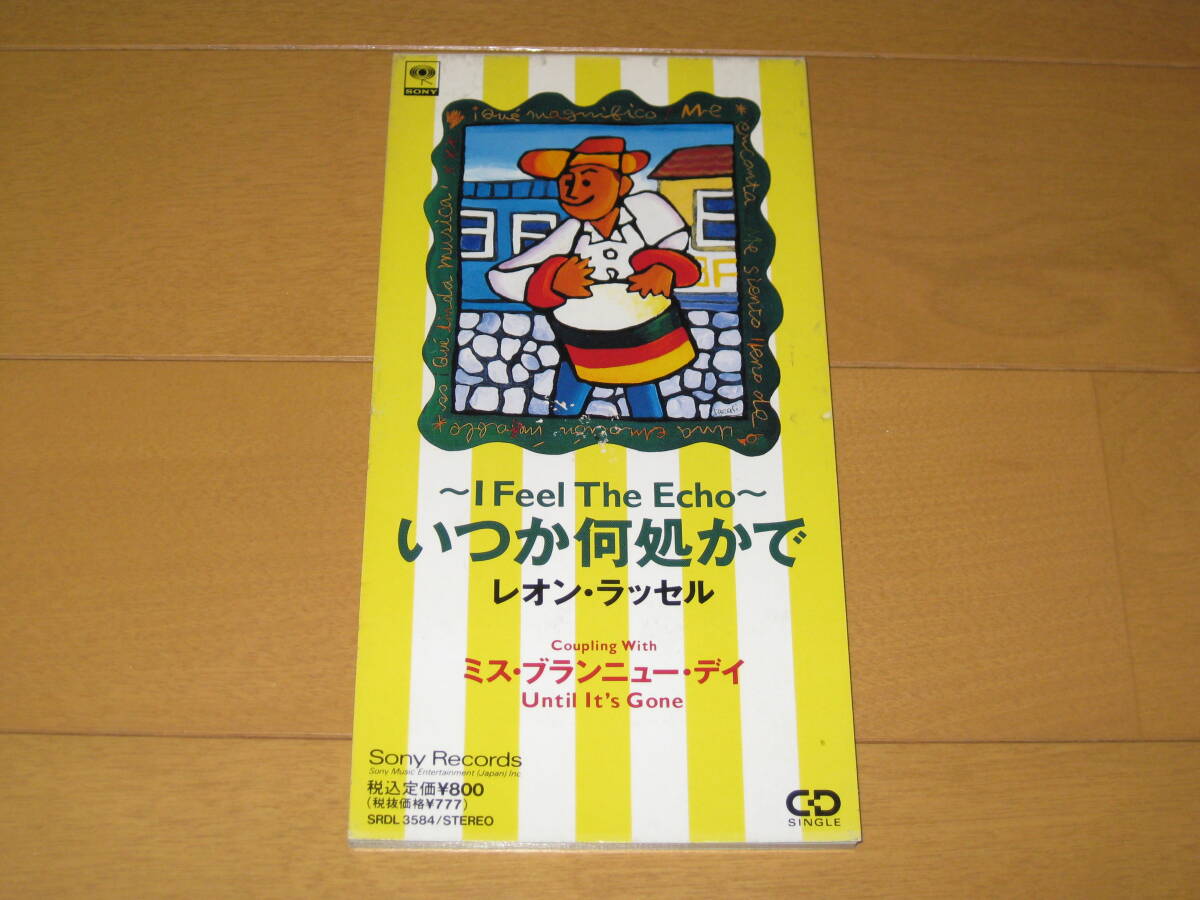 SONY
¡Qué magnífico Me
encanta Me siento lleno de
una emoción
¡Qué linda musica!
~I Feel The Echo~
いつか何処かで
レオン・ラッセル
Coupling With
ミス・ブランニュー・デイ
Until It's Gone
Sony Records
Sony Music Entertainment (Japan) Inc
税込定価¥800
(税抜価格¥777)
SRDL 3584/STEREO
CD
SINGLE